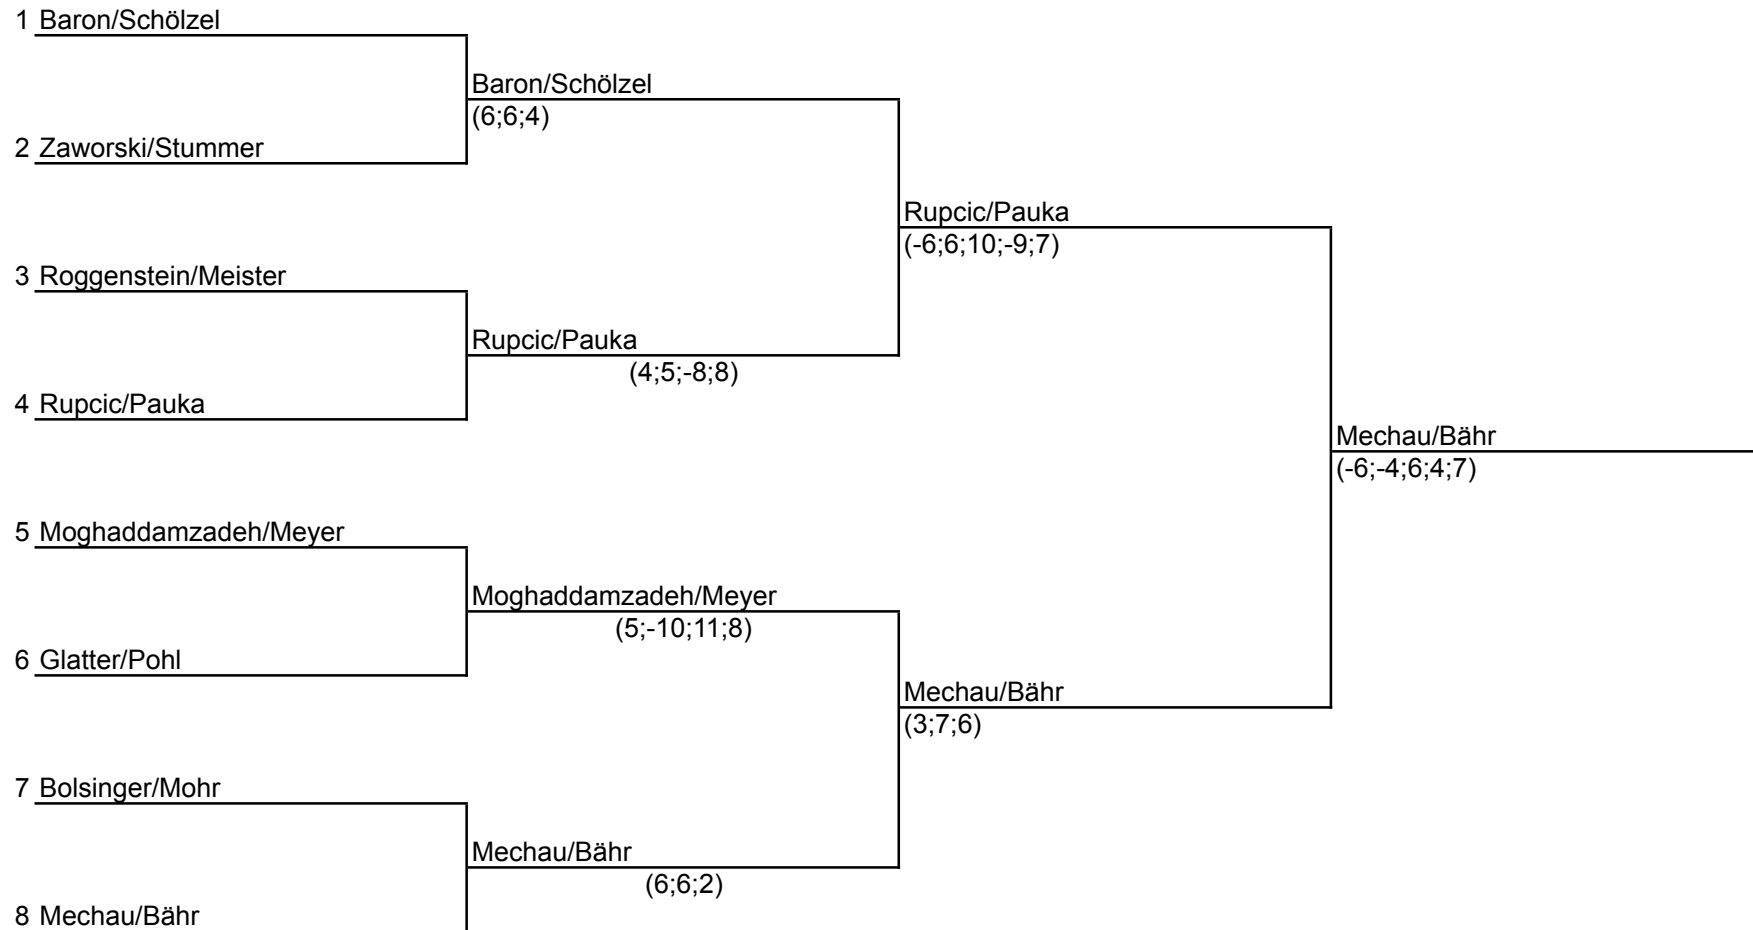 1 Baron/Schölzel
Baron/Schölzel
(6;6;4)
2 Zaworski/Stummer
Rupcic/Pauka
(-6;6;10;-9;7)
3 Roggenstein/Meister
Rupcic/Pauka
(4;5;-8;8)
4 Rupcic/Pauka
Mechau/Bähr
(-6;-4;6;4;7)
5 Moghaddamzadeh/Meyer
Moghaddamzadeh/Meyer
(5;-10;11;8)
6 Glatter/Pohl
Mechau/Bähr
(3;7;6)
7 Bolsinger/Mohr
Mechau/Bähr
(6;6;2)
8 Mechau/Bähr